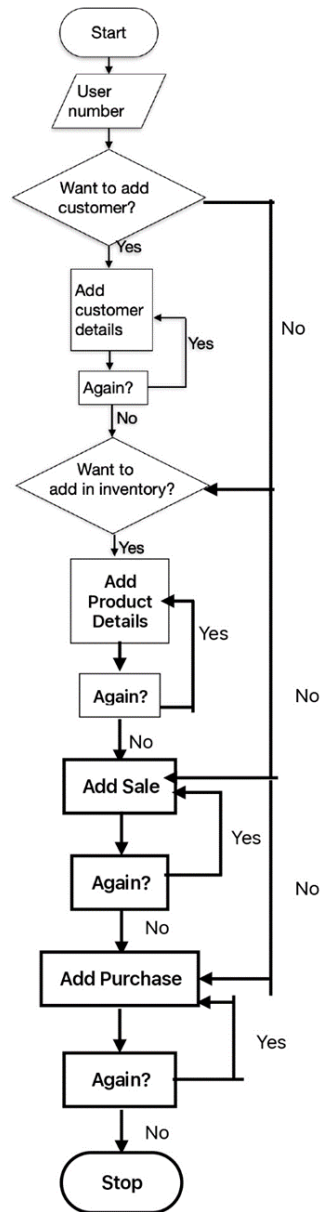 Start
User
number
Want to add
customer?
Yes
Add
customer
details
Yes
No
Again?
No
Want to
add in inventory?
Yes
Add
Product
Details
Yes
Again?
No
No
Add Sale
Yes
Again?
No
No
Add Purchase
Yes
Again?
No
Stop